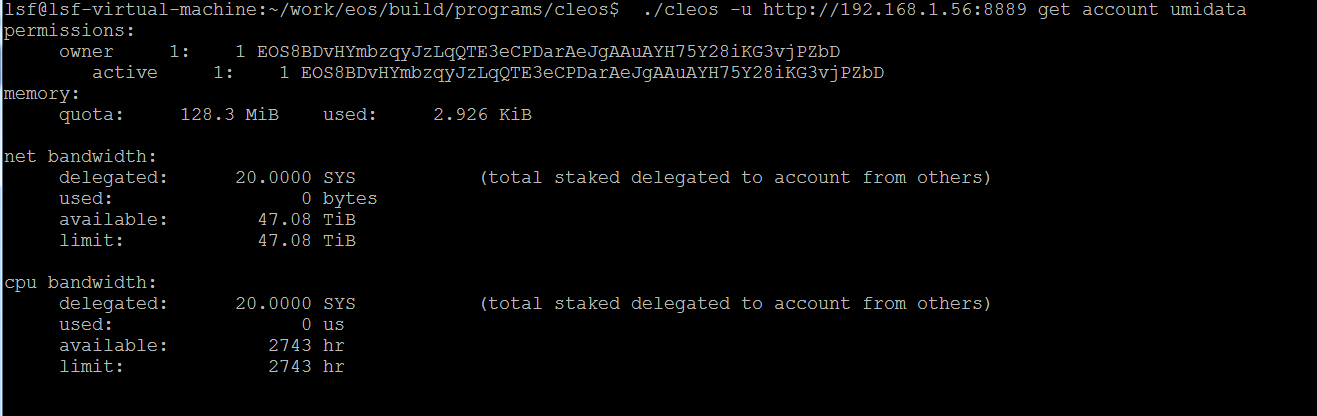 lsf@lsf-virtual-machine:~/work/eos/build/programs/cleos$  ./cleos -u http://192.168.1.56:8889 get account umidata
permissions:
     owner     1:    1 EOS8BDvHYmbzqyJzLqQTE3eCPDarAeJgAAuAYH75Y28iKG3vjPZbD
        active     1:    1 EOS8BDvHYmbzqyJzLqQTE3eCPDarAeJgAAuAYH75Y28iKG3vjPZbD
memory:
     quota:     128.3 MiB    used:     2.926 KiB
net bandwidth:
     delegated:      20.0000 SYS           (total staked delegated to account from others)
     used:                 0 bytes
     available:        47.08 TiB
     limit:            47.08 TiB
cpu bandwidth:
     delegated:      20.0000 SYS           (total staked delegated to account from others)
     used:                 0 us
     available:         2743 hr
     limit:             2743 hr